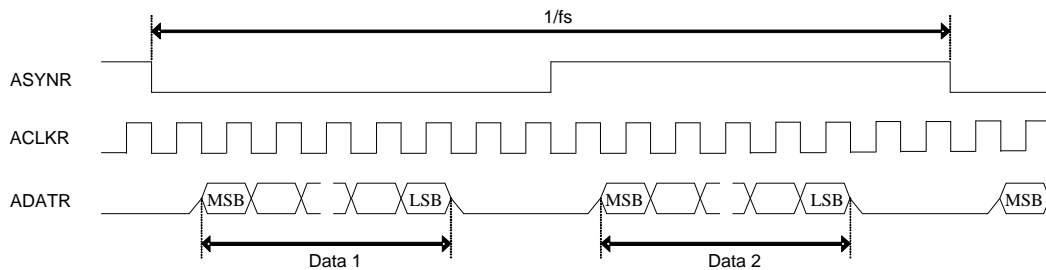 1/fs
ASYNR
ACLKR
ADATR MSB LSB MSB LSB MSB
Data 1 Data 2